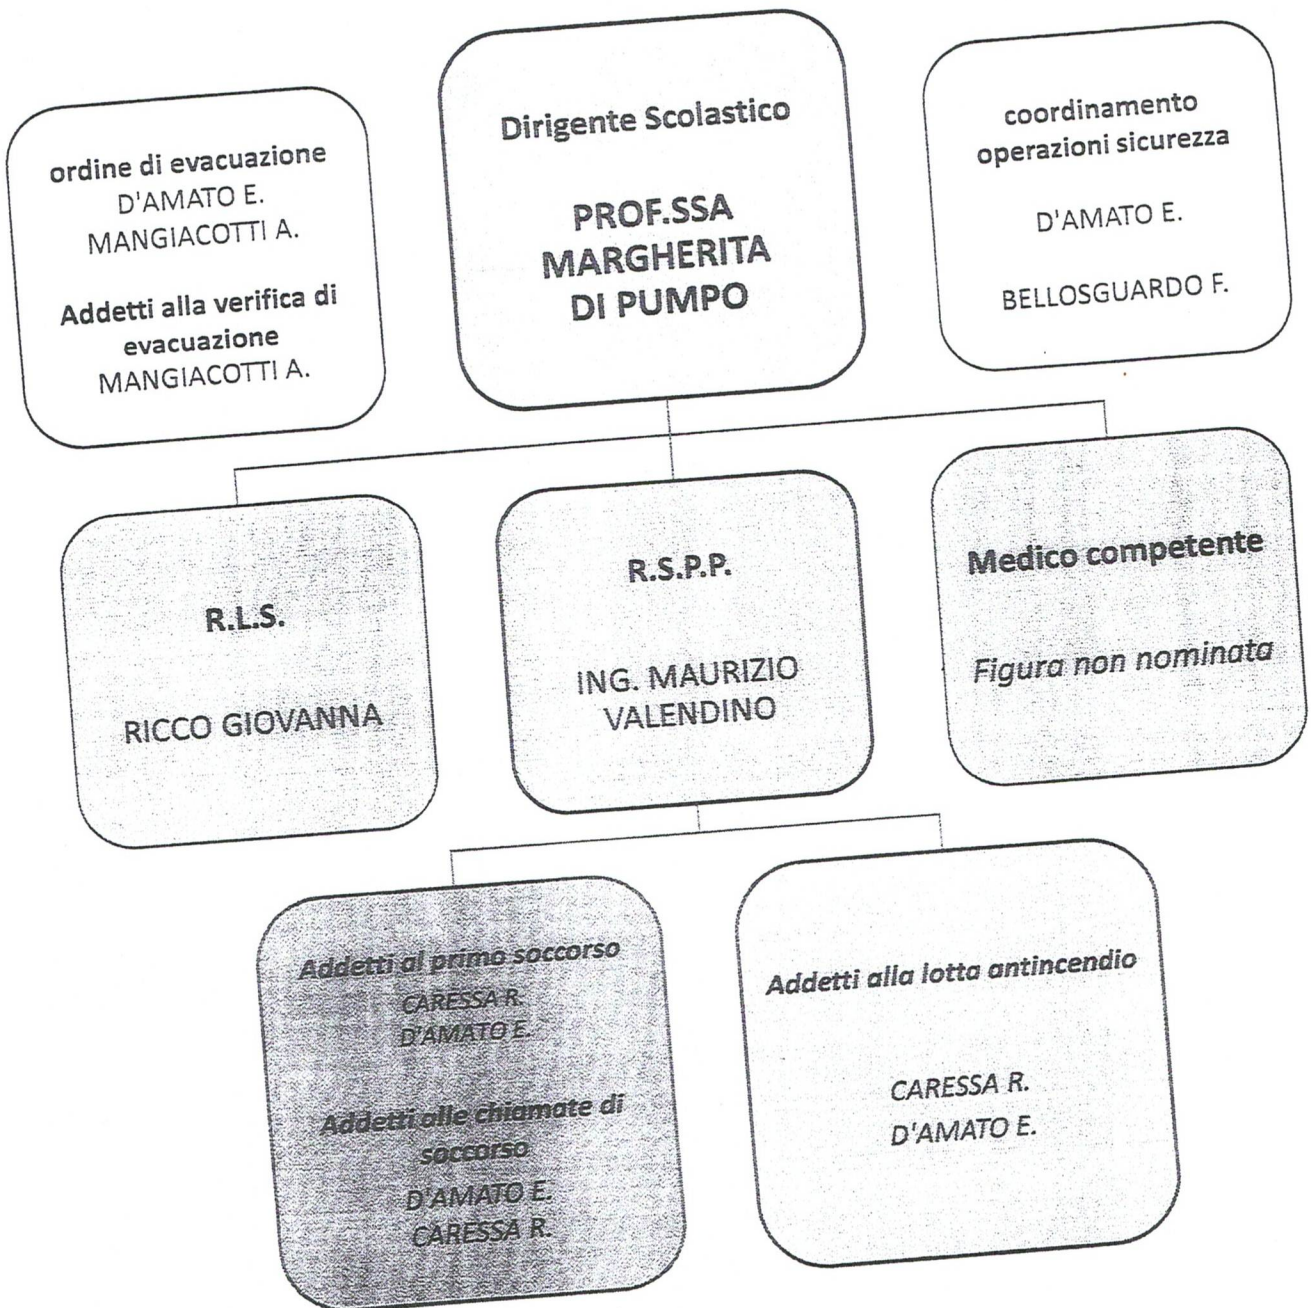 ordine di evacuazione
D'AMATO E.
MANGIACOTTI A.
Addetti alla verifica di
evacuazione
MANGIACOTTI A.
Dirigente Scolastico
PROF.SSA
MARGHERITA
DI PUMPO
coordinamento
operazioni sicurezza
D'AMATO E.
BELLOSGUARDO F.
R.L.S.
RICCO GIOVANNA
R.S.P.P.
ING. MAURIZIO
VALENDINO
Medico competente
Figura non nominata
Addetti al primo soccorso
CARESSA R.
D'AMATO E.
Addetti alle chiamate di
soccorso
D'AMATO E.
CARESSA R.
Addetti alla lotta antincendio
CARESSA R.
D'AMATO E.